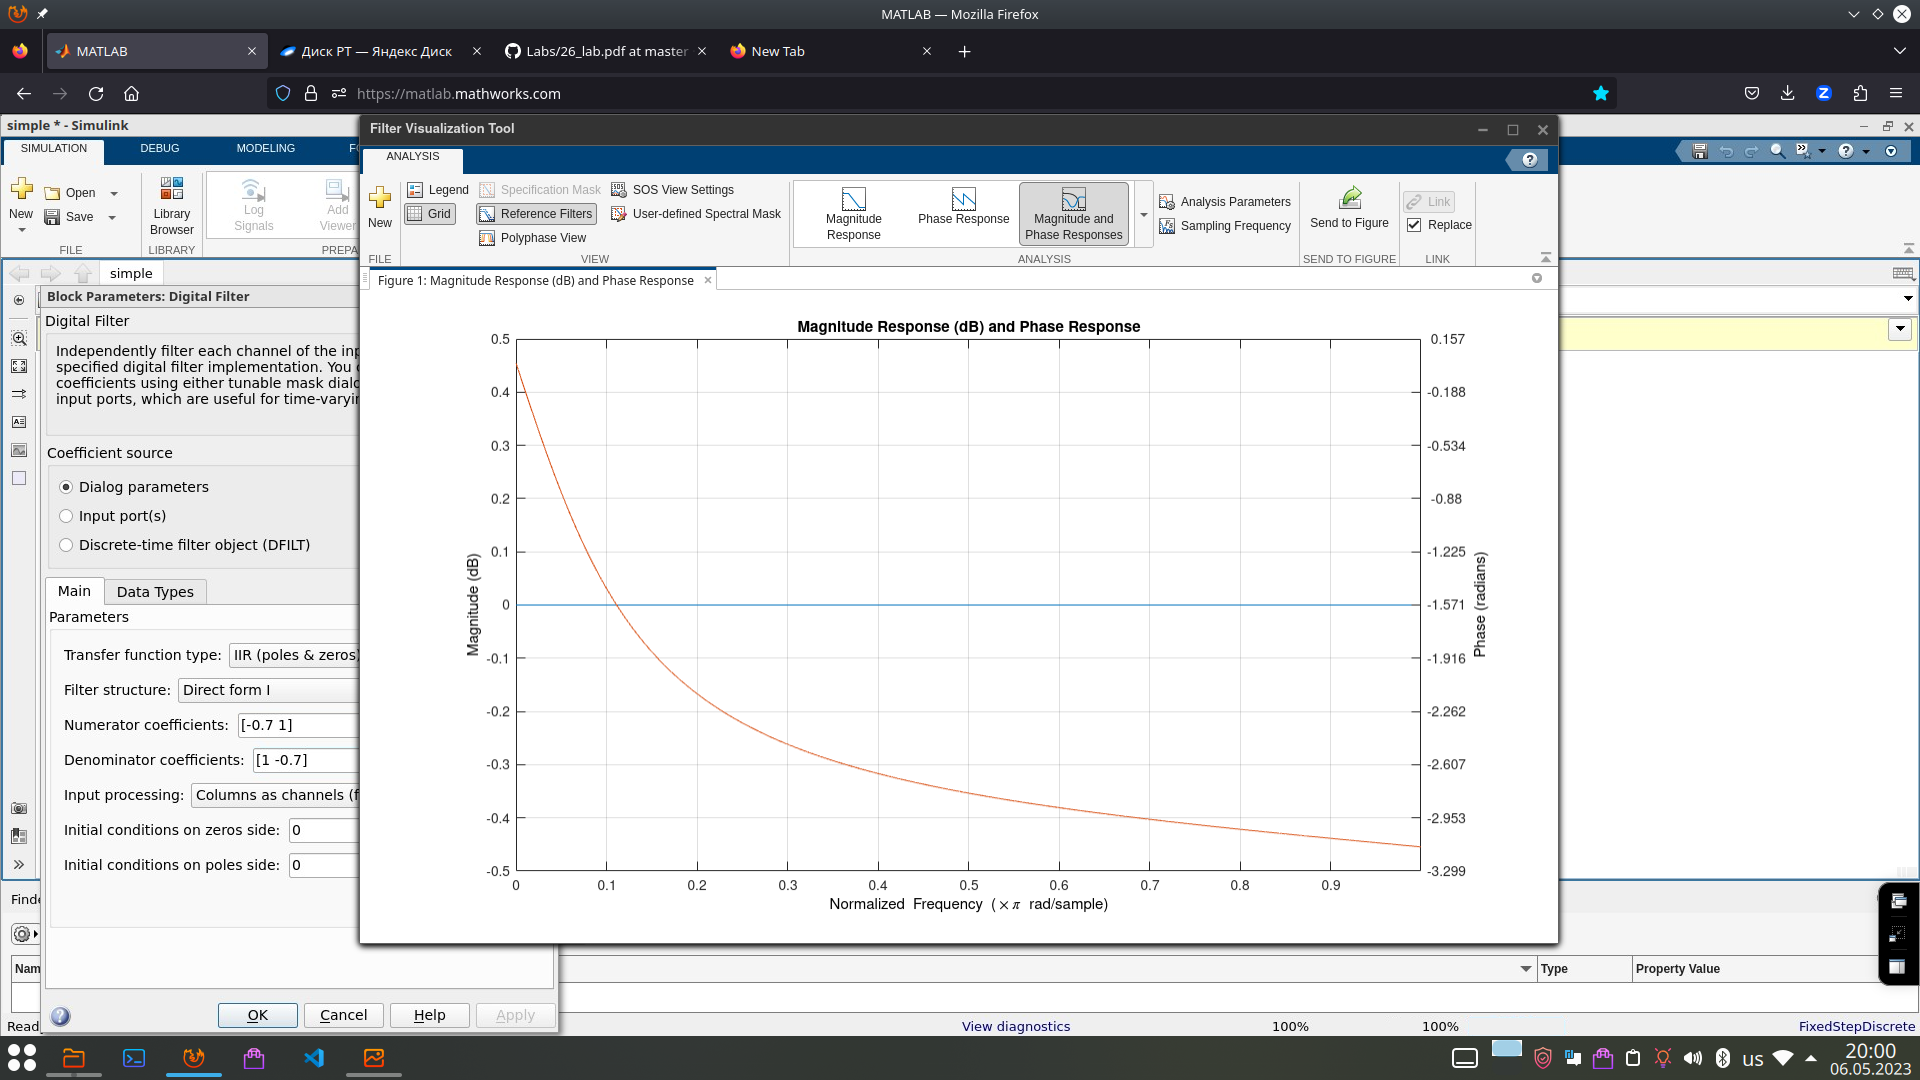 MATLAB — Mozilla Firefox
MATLAB
Диск РТ — Яндекс Диск
Labs/26_lab.pdf at master
New Tab
https://matlab.mathworks.com
simple * - Simulink
SIMULATION
DEBUG
MODELING
New
Open
Save
Library
Browser
Log
Signals
Add
Viewer
FILE
LIBRARY
PREPA
simple
Block Parameters: Digital Filter
Digital Filter
Independently filter each channel of the inp
specified digital filter implementation. You
coefficients using either tunable mask dialo
input ports, which are useful for time-varyin
Coefficient source
Dialog parameters
Input port(s)
Discrete-time filter object (DFILT)
Main
Data Types
Parameters
Transfer function type: IIR (poles & zeros)
Filter structure: Direct form I
Numerator coefficients: [-0.7 1]
Denominator coefficients: [1 -0.7]
Input processing: Columns as channels (f
Initial conditions on zeros side: 0
Initial conditions on poles side: 0
OK
Cancel
Help
Apply
Filter Visualization Tool
ANALYSIS
New
Legend
Grid
Specification Mask
Reference Filters
Polyphase View
SOS View Settings
User-defined Spectral Mask
Magnitude
Response
Phase Response
Magnitude and
Phase Responses
Analysis Parameters
Sampling Frequency
Send to Figure
Link
Replace
FILE
VIEW
ANALYSIS
SEND TO FIGURE
LINK
Figure 1: Magnitude Response (dB) and Phase Response
Magnitude Response (dB) and Phase Response
0.5
0.4
0.3
0.2
0.1
0
-0.1
-0.2
-0.3
-0.4
-0.5
Magnitude (dB)
0.157
-0.188
-0.534
-0.88
-1.225
-1.571
-1.916
-2.262
-2.607
-2.953
-3.299
Phase (radians)
0 0.1 0.2 0.3 0.4 0.5 0.6 0.7 0.8 0.9
Normalized Frequency (×π rad/sample)
Finde
Nam
Type
Property Value
Read
View diagnostics
100%
100%
FixedStepDiscrete
us
20:00
06.05.2023